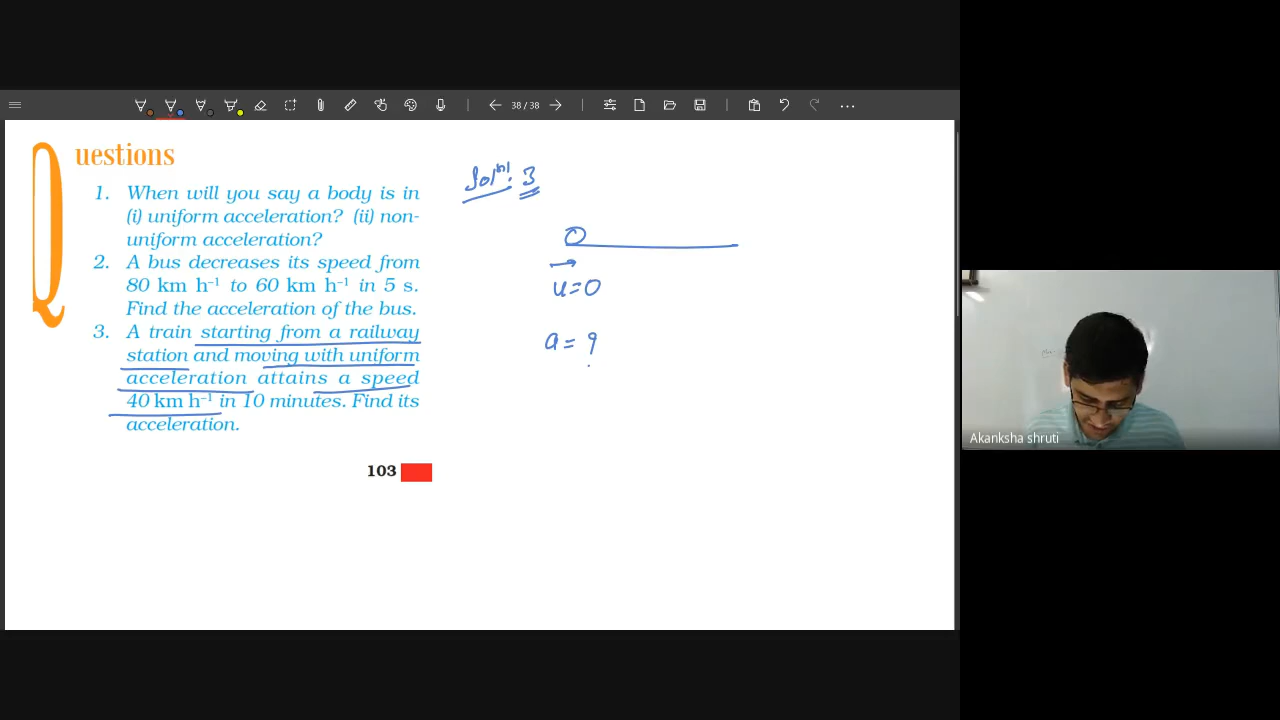 38 / 38
Questions
1. When will you say a body is in
(i) uniform acceleration? (ii) non-
uniform acceleration?
2. A bus decreases its speed from
80 km h⁻¹ to 60 km h⁻¹ in 5 s.
Find the acceleration of the bus.
3. A train starting from a railway
station and moving with uniform
acceleration attains a speed
40 km h⁻¹ in 10 minutes. Find its
acceleration.
103
Solⁿ: 3
u = 0
a = ?
Akanksha shruti